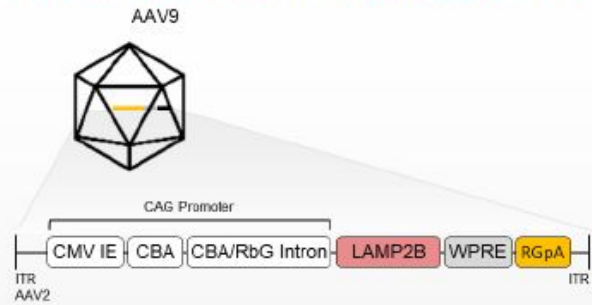 AAV9
CAG Promoter
CMV IE CBA CBA/RbG Intron LAMP2B WPRE RGpA
ITR ITR
AAV2